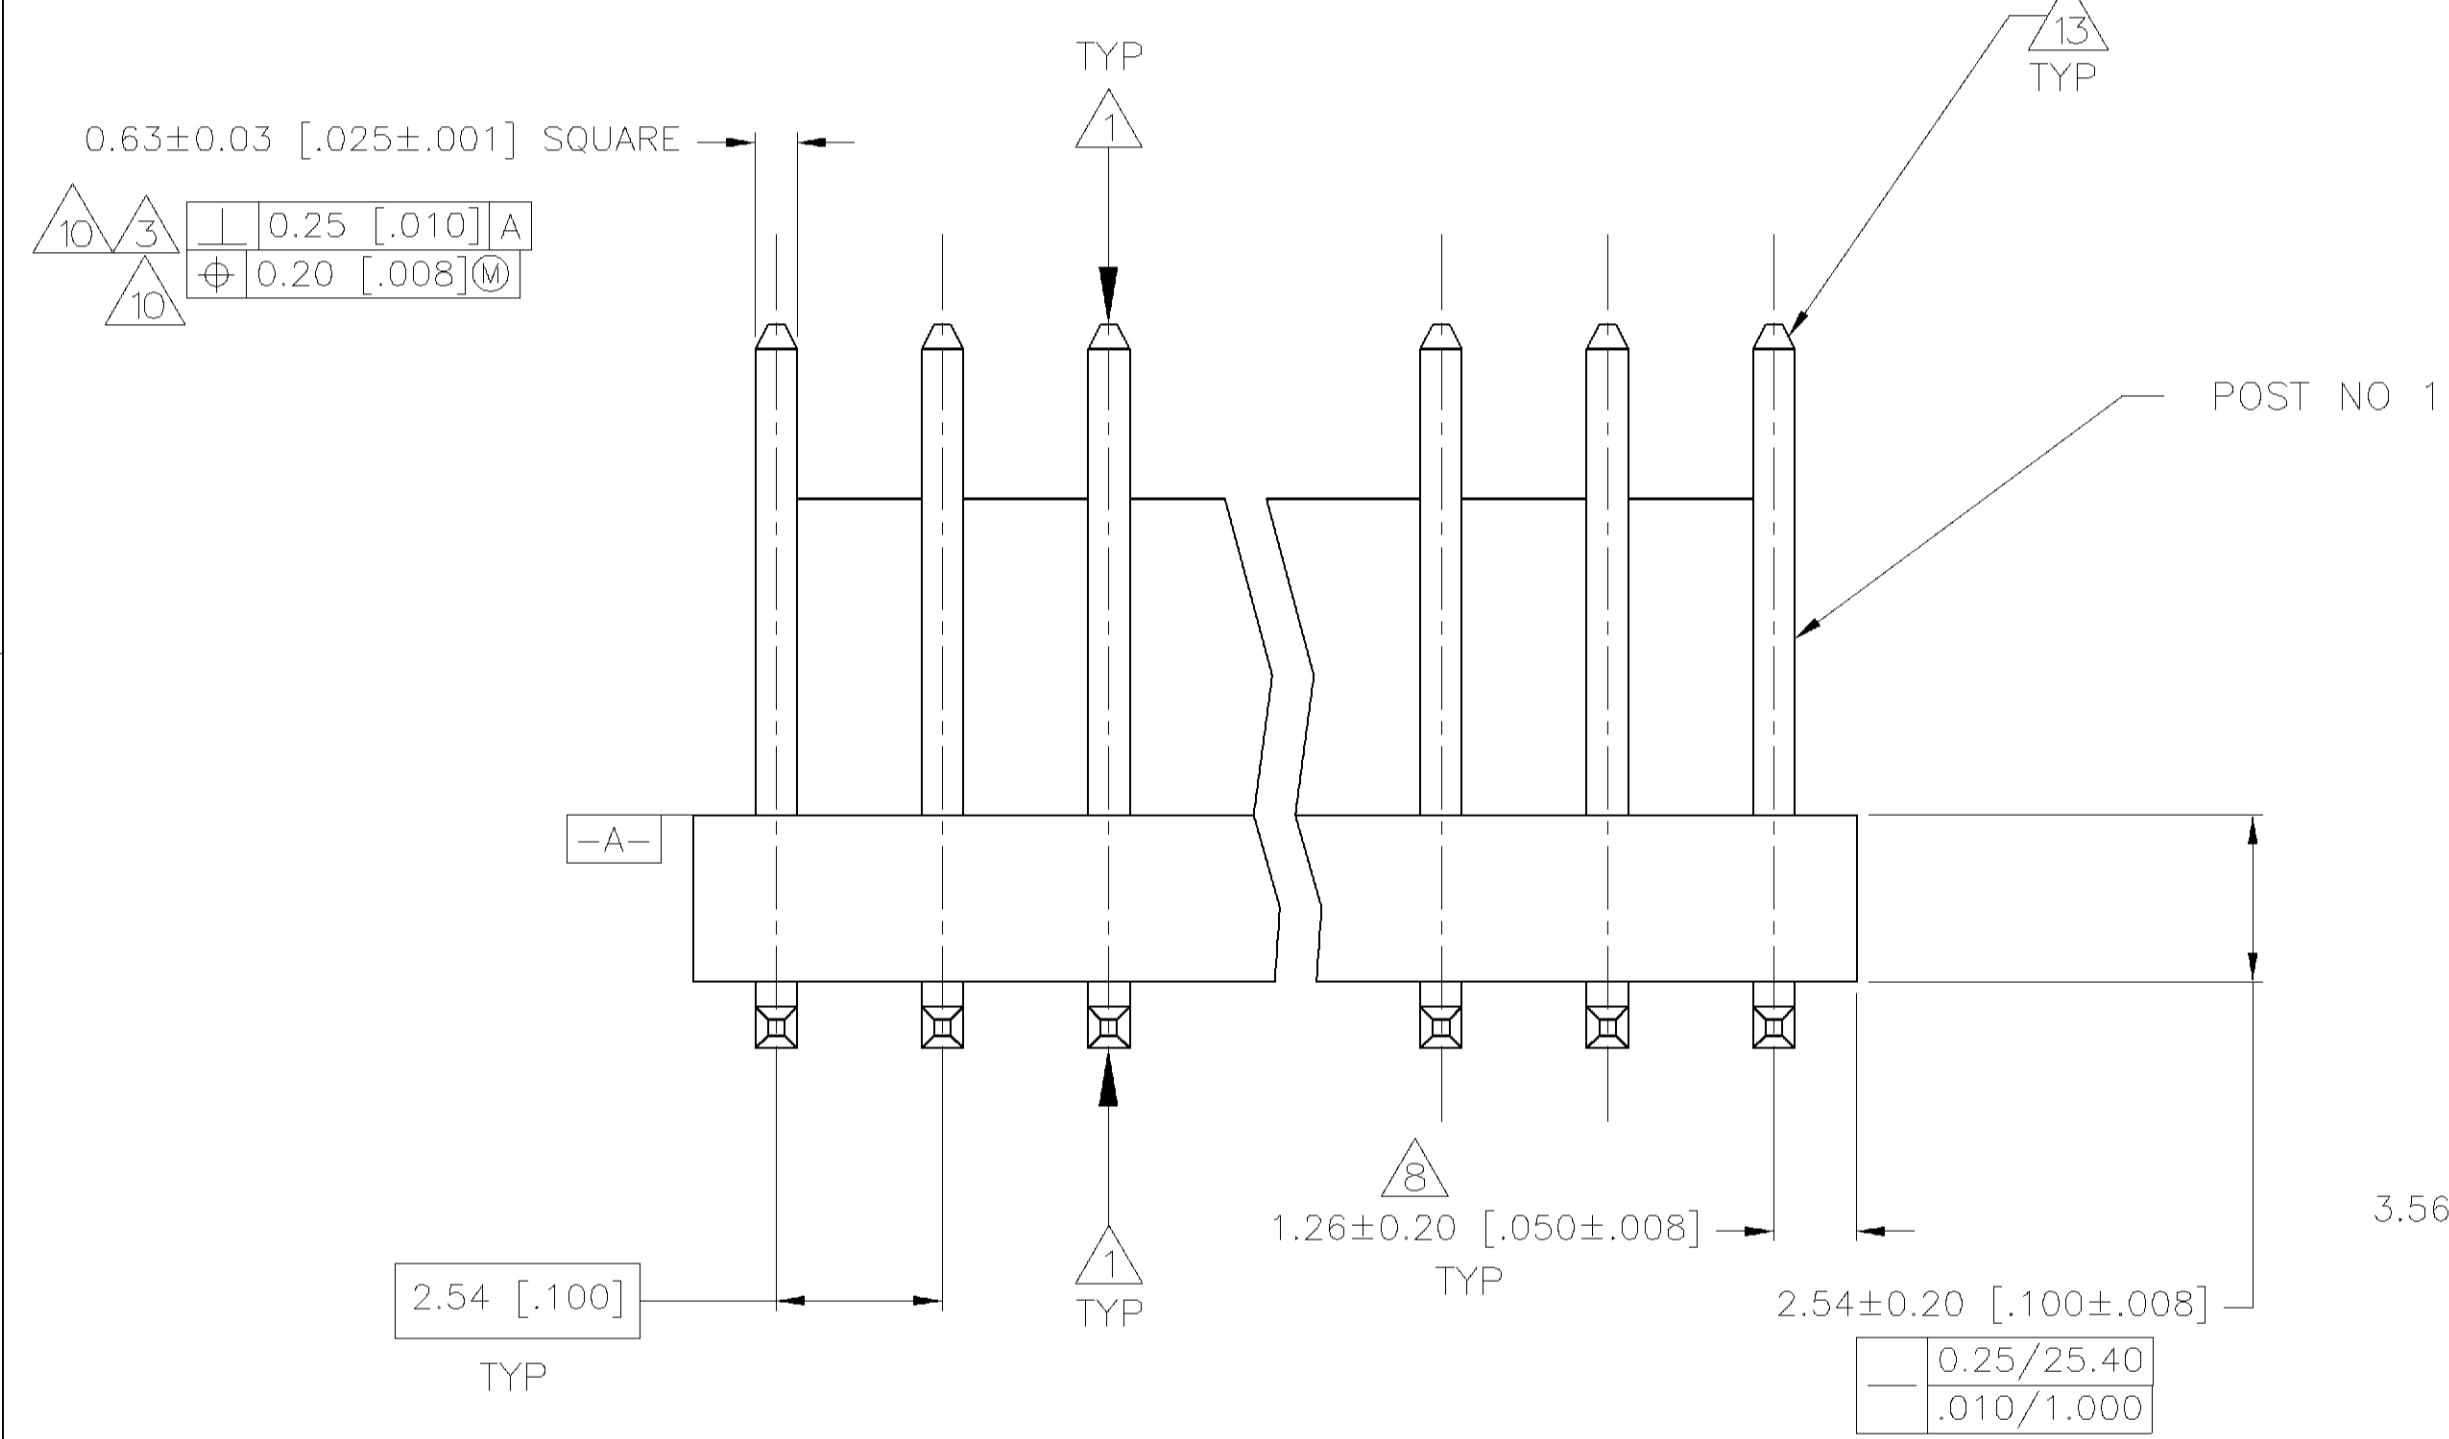 13
TYP
TYP
1
0.63±0.03 [.025±.001] SQUARE
10 3 ⊥ 0.25 [.010] A
10 ⌖ 0.20 [.008] Ⓜ
POST NO 1
-A-
8
1.26±0.20 [.050±.008]
TYP
3.56
1
TYP
2.54 [.100]
TYP
2.54±0.20 [.100±.008]
— 0.25/25.40
.010/1.000